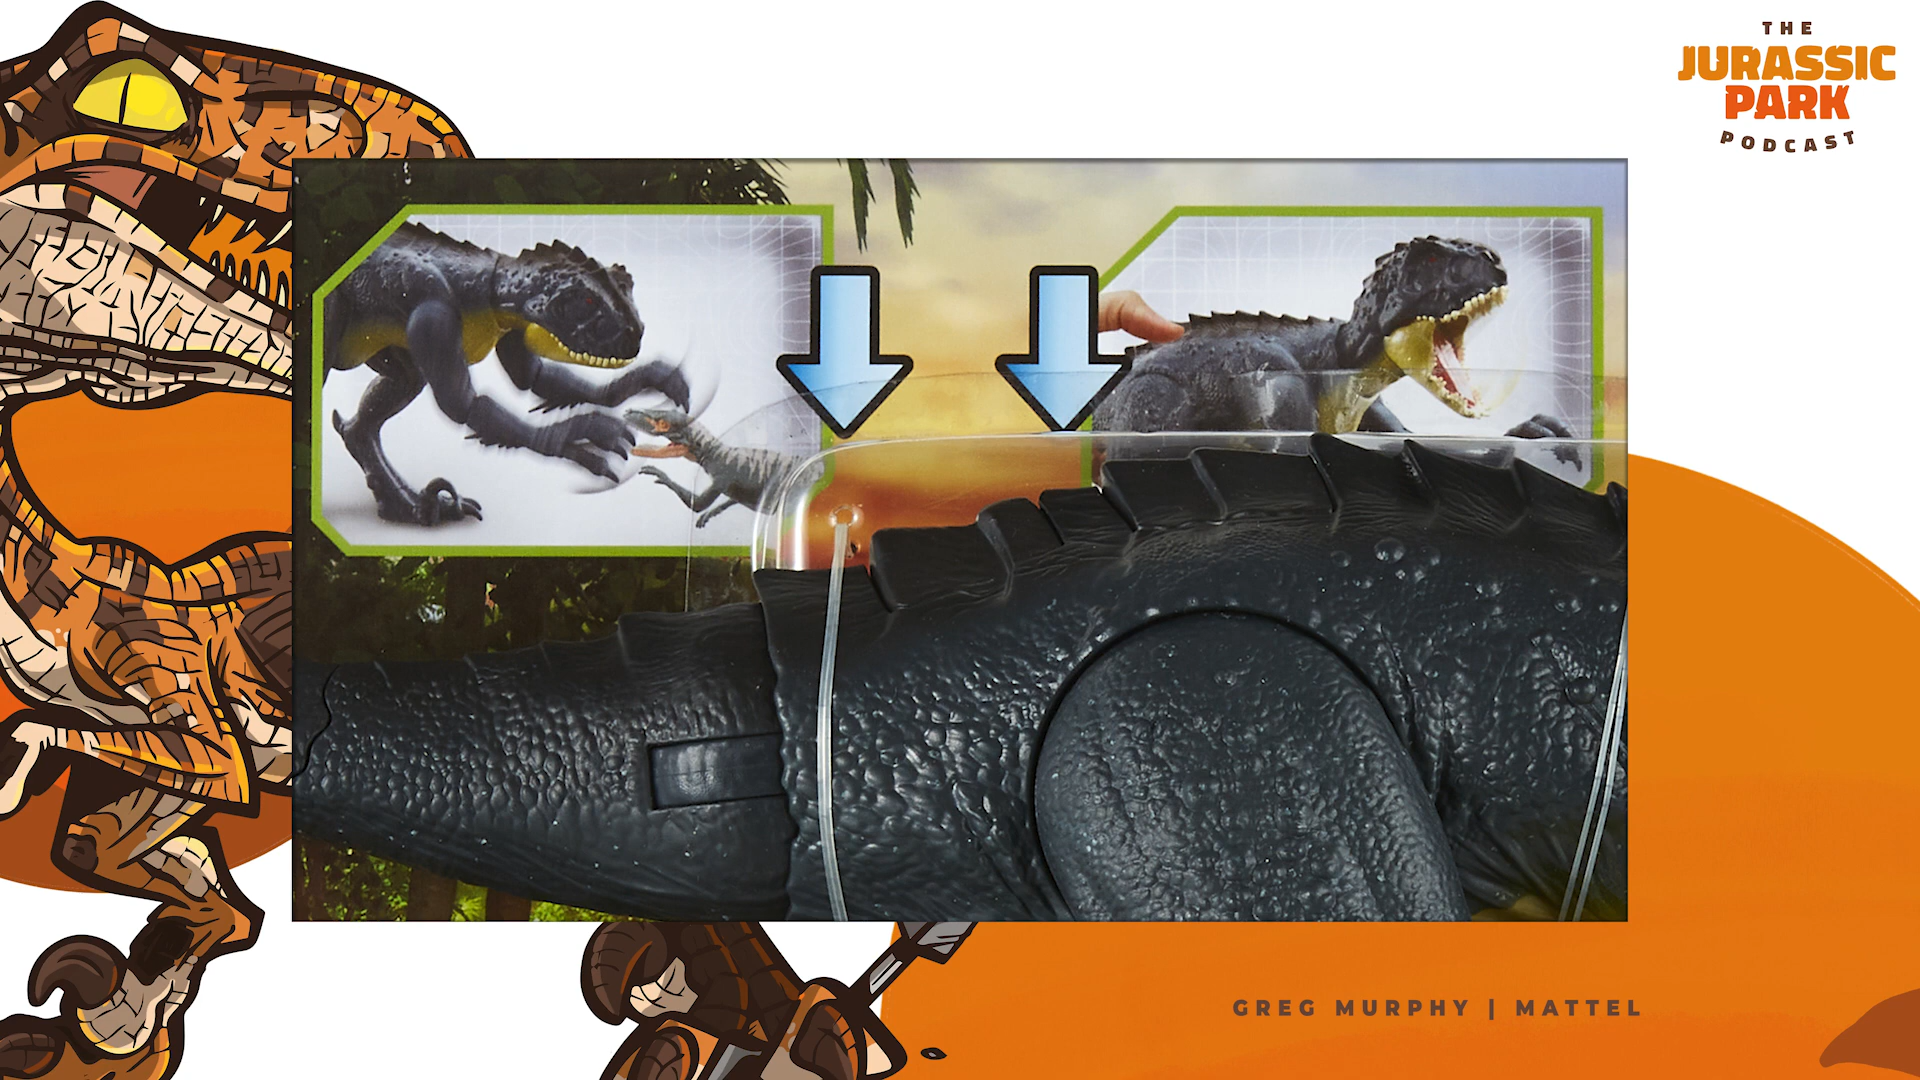 THE
JURASSIC
PARK
PODCAST
GREG MURPHY | MATTEL